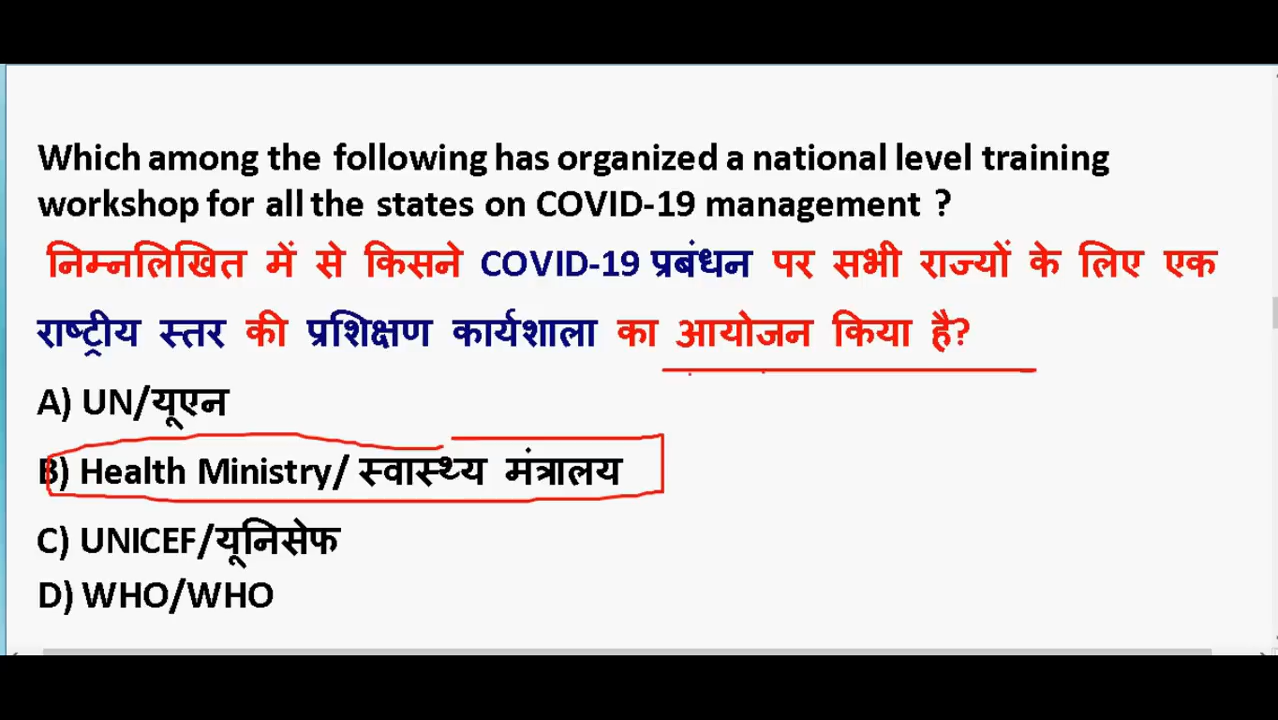 Which among the following has organized a national level training
workshop for all the states on COVID-19 management ?
निम्नलिखित में से किसने COVID-19 प्रबंधन पर सभी राज्यों के लिए एक
राष्ट्रीय स्तर की प्रशिक्षण कार्यशाला का आयोजन किया है?
A) UN/यूएन
B) Health Ministry/ स्वास्थ्य मंत्रालय
C) UNICEF/यूनिसेफ
D) WHO/WHO